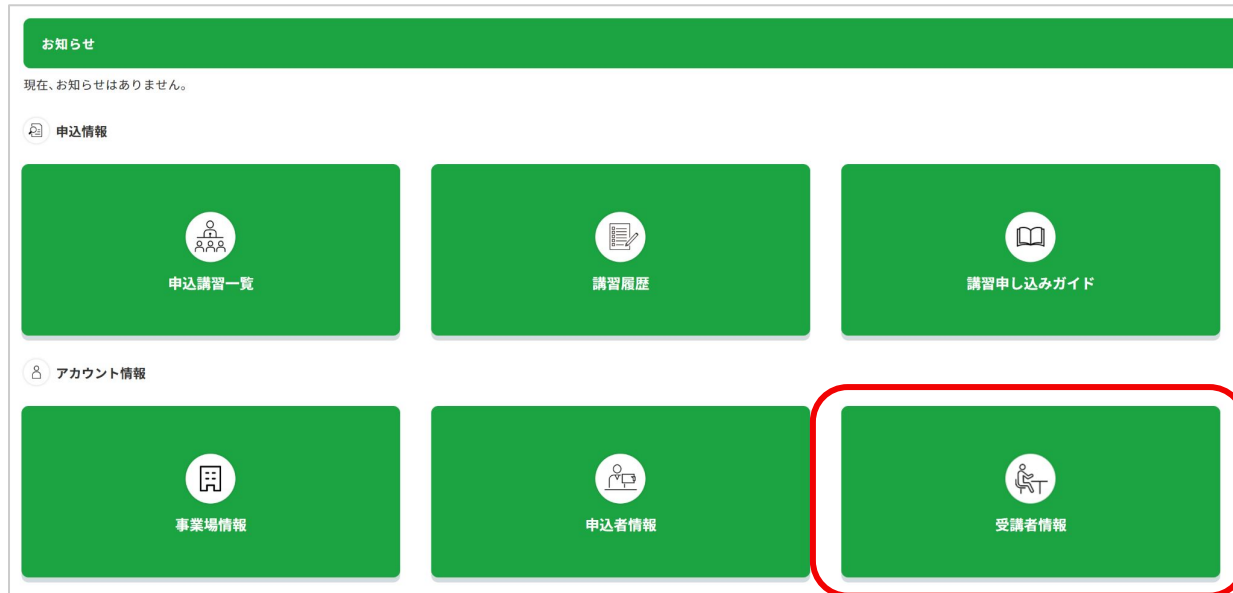 お知らせ
現在、お知らせはありません。
申込情報
申込講習一覧
講習履歴
講習申し込みガイド
アカウント情報
事業場情報
申込者情報
受講者情報